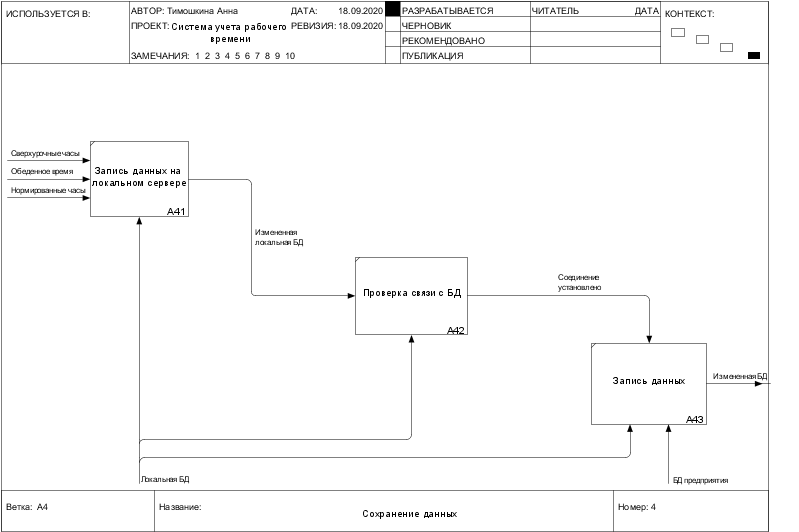 ИСПОЛЬЗУЕТСЯ В:
АВТОР: Тимошкина Анна ДАТА: 18.09.2020
ПРОЕКТ: Система учета рабочего времени РЕВИЗИЯ: 18.09.2020
ЗАМЕЧАНИЯ: 1 2 3 4 5 6 7 8 9 10
РАЗРАБАТЫВАЕТСЯ
ЧЕРНОВИК
РЕКОМЕНДОВАНО
ПУБЛИКАЦИЯ
ЧИТАТЕЛЬ ДАТА
КОНТЕКСТ:
Сверхурочные часы
Обеденное время
Нормированные часы
Запись данных на
локальном сервере
A41
Измененная
локальная БД
Проверка связи с БД
A42
Соединение
установлено
Запись данных
A43
Измененная БД
Локальная БД
БД предприятия
Ветка: A4
Название:
Сохранение данных
Номер: 4